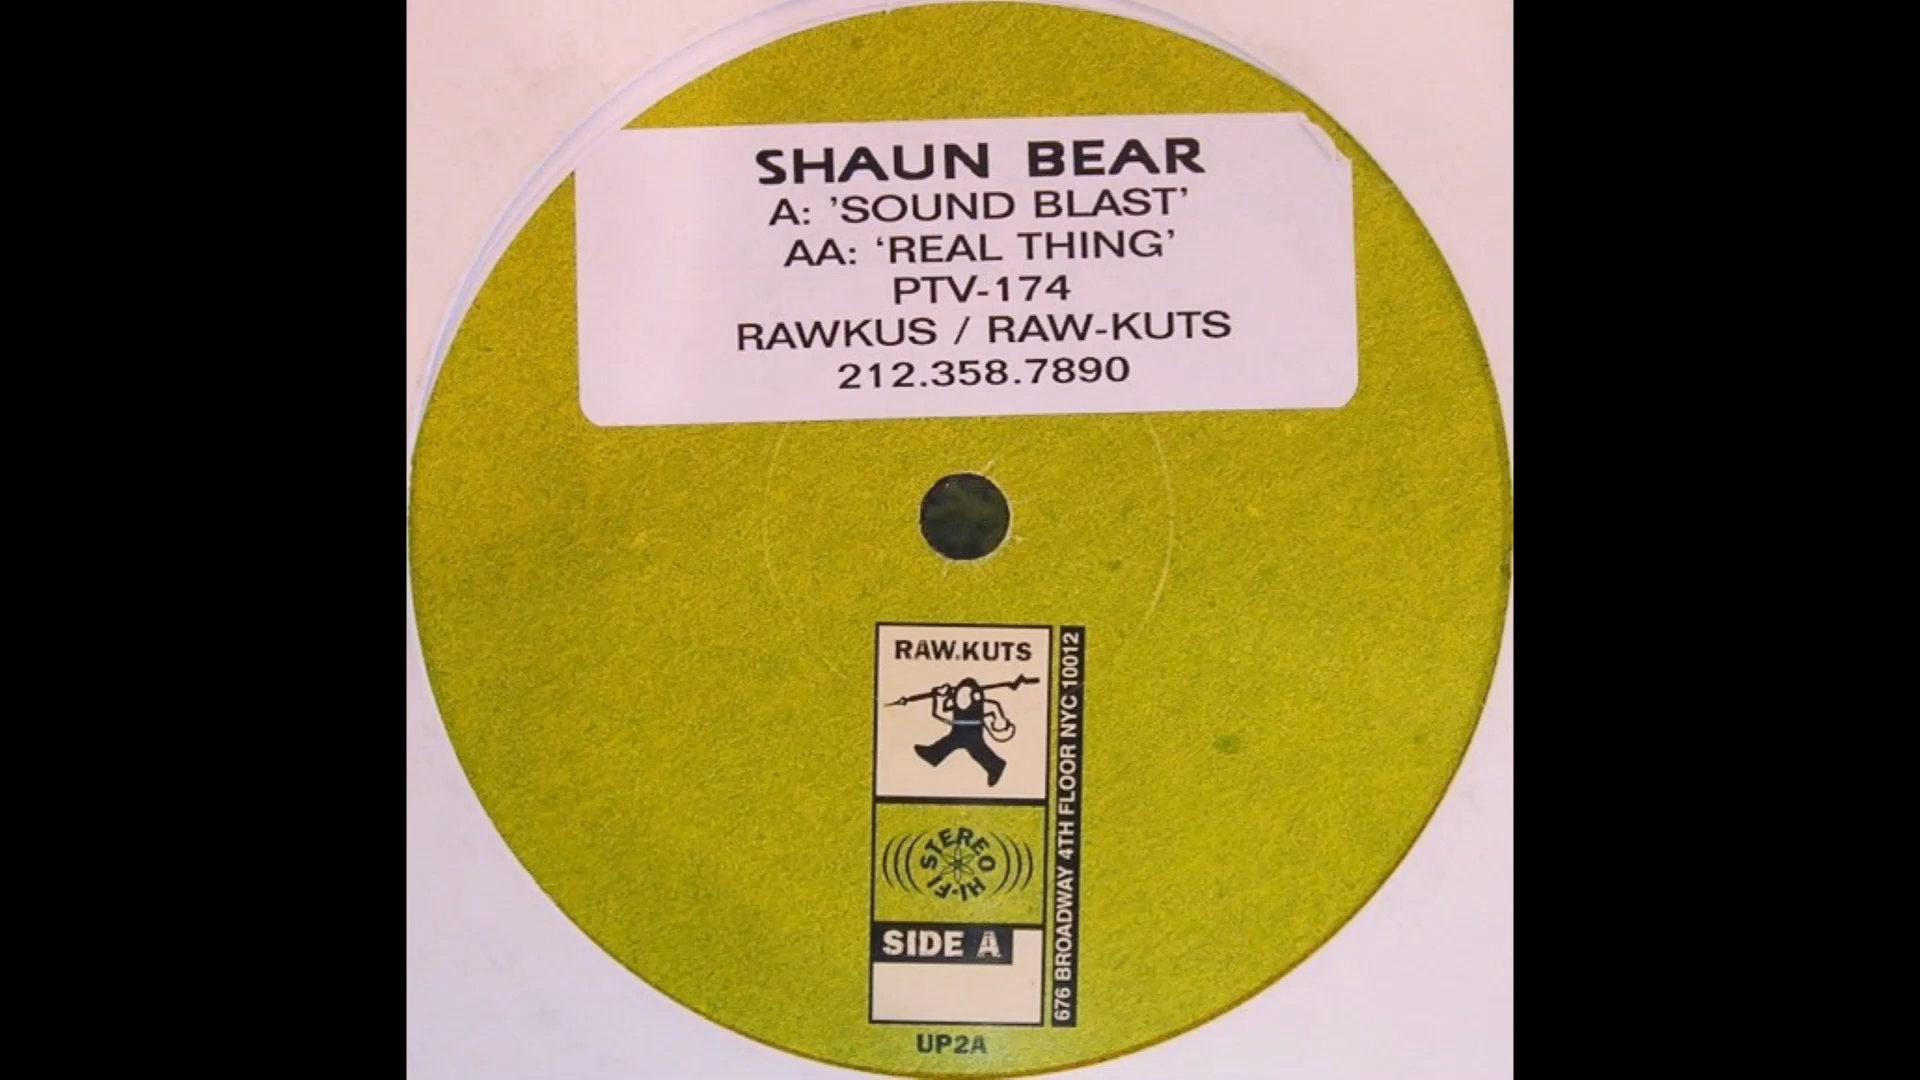 SHAUN BEAR
A: ’SOUND BLAST’
AA: ‘REAL THING’
PTV-174
RAWKUS / RAW-KUTS
212.358.7890
RAW.KUTS
STEREO
HI-FI
SIDE A
676 BROADWAY 4TH FLOOR NYC 10012
UP2A